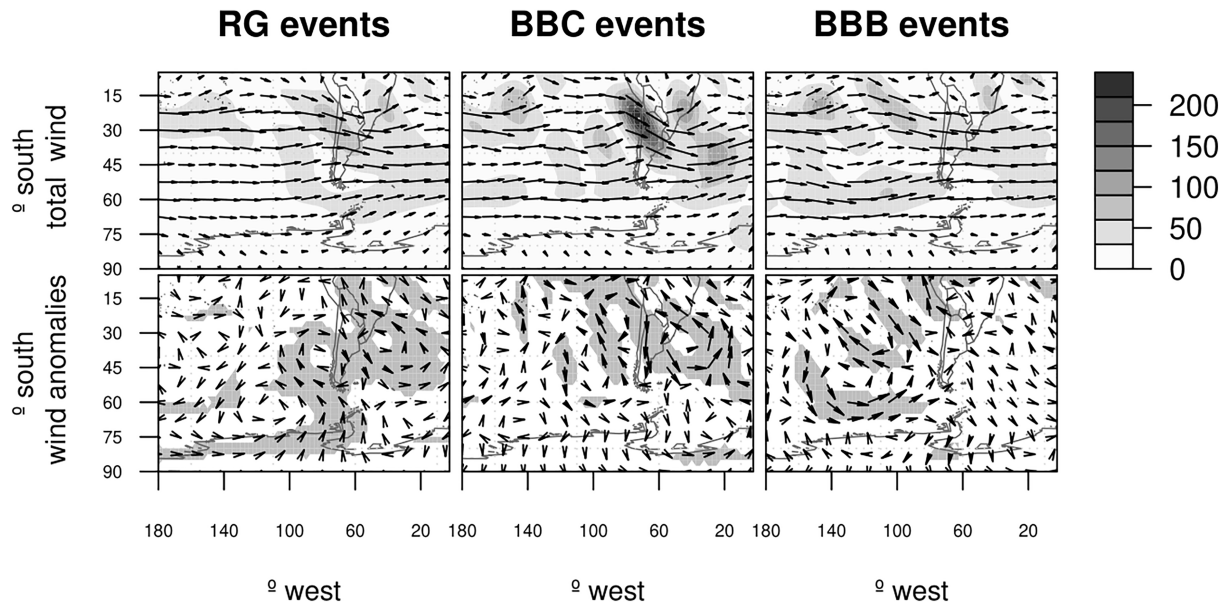 RG events BBC events BBB events
º south
total wind
15
30
45
60
75
90
200
150
100
50
0
º south
wind anomalies
15
30
45
60
75
90
180 140 100 60 20 180 140 100 60 20 180 140 100 60 20
º west º west º west